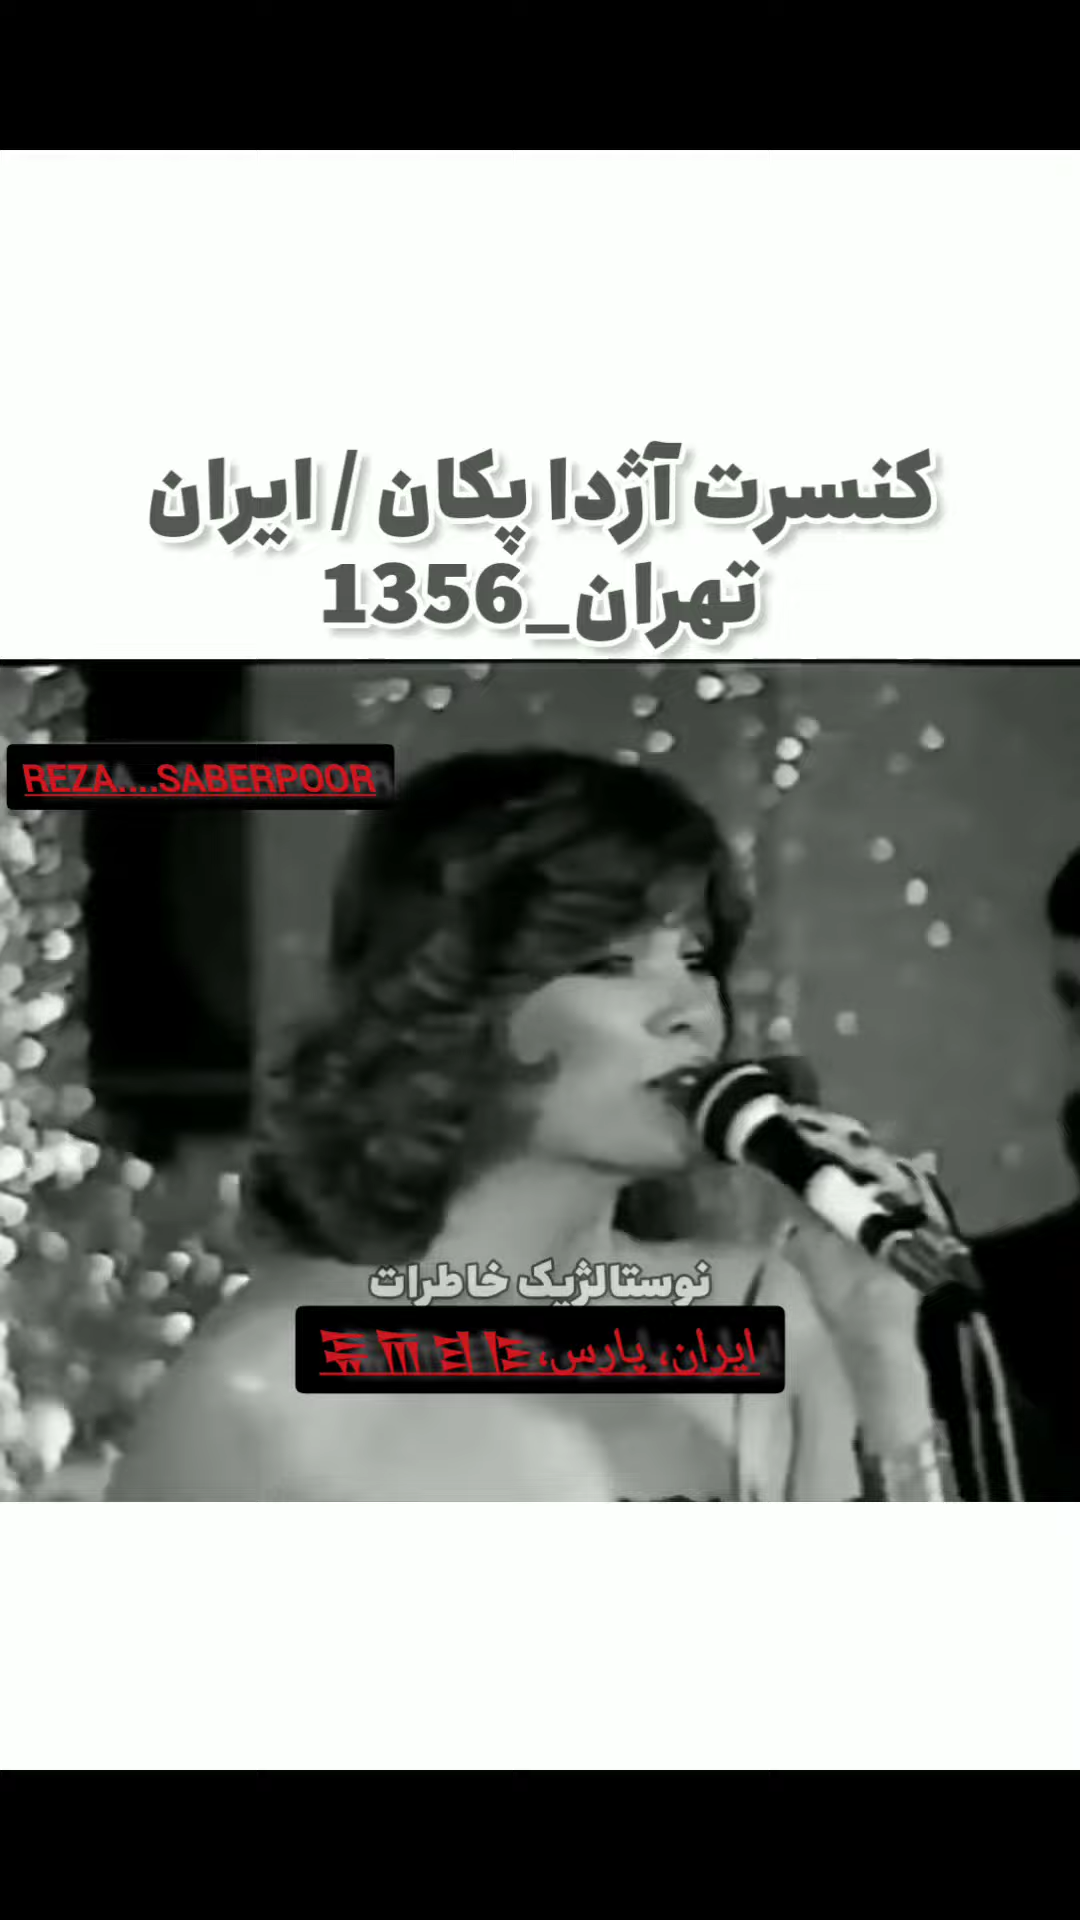 کنسرت آژدا پکان / ایران
تهران_1356
REZA....SABERPOOR
نوستالژیک خاطرات
ایران، پارس،